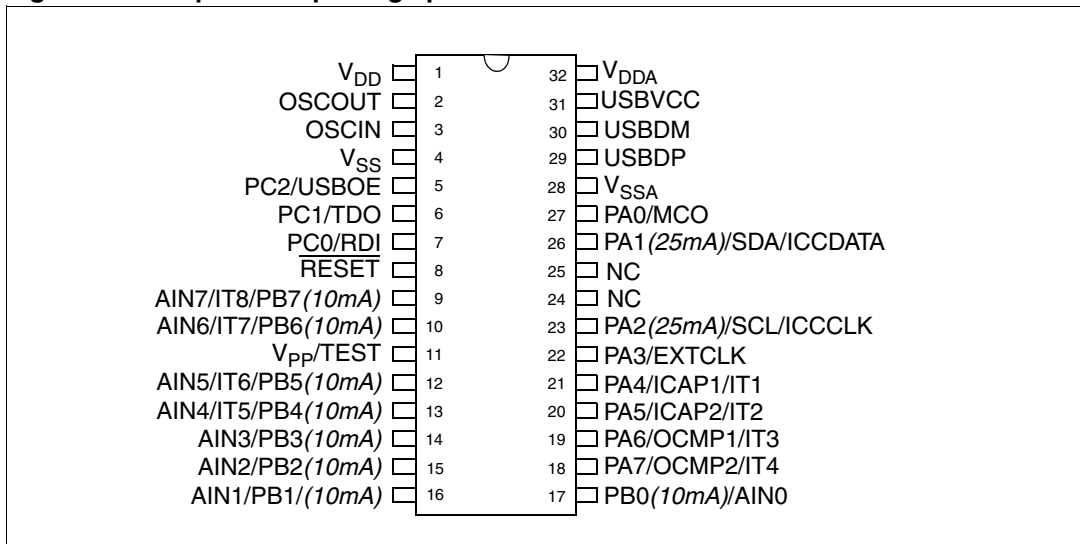 V_DD 1 32 V_DDA
OSCOUT 2 31 USBVCC
OSCIN 3 30 USBDM
V_SS 4 29 USBDP
PC2/USBOE 5 28 V_SSA
PC1/TDO 6 27 PA0/MCO
PC0/RDI 7 26 PA1(25mA)/SDA/ICCDATA
RESET 8 25 NC
AIN7/IT8/PB7(10mA) 9 24 NC
AIN6/IT7/PB6(10mA) 10 23 PA2(25mA)/SCL/ICCCLK
V_PP/TEST 11 22 PA3/EXTCLK
AIN5/IT6/PB5(10mA) 12 21 PA4/ICAP1/IT1
AIN4/IT5/PB4(10mA) 13 20 PA5/ICAP2/IT2
AIN3/PB3(10mA) 14 19 PA6/OCMP1/IT3
AIN2/PB2(10mA) 15 18 PA7/OCMP2/IT4
AIN1/PB1/(10mA) 16 17 PB0(10mA)/AIN0